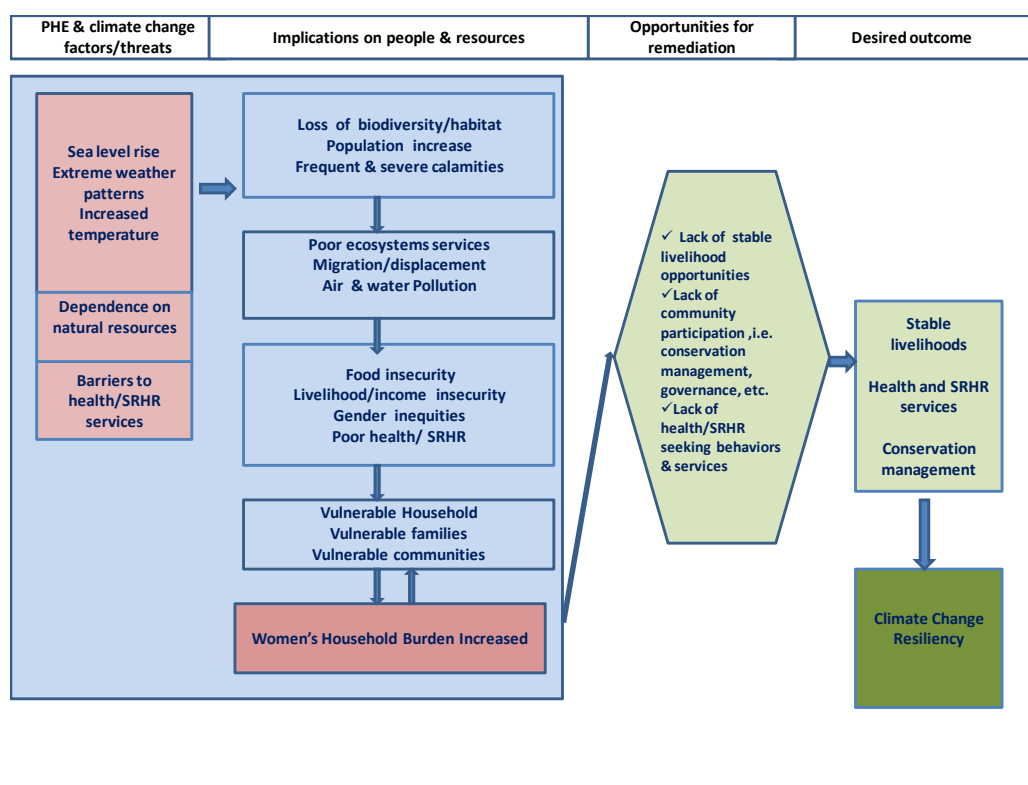 PHE & climate change
factors/threats
Implications on people & resources
Opportunities for
remediation
Desired outcome
Sea level rise
Extreme weather
patterns
Increased
temperature
Dependence on
natural resources
Barriers to
health/SRHR
services
Loss of biodiversity/habitat
Population increase
Frequent & severe calamities
Poor ecosystems services
Migration/displacement
Air & water Pollution
Food insecurity
Livelihood/income insecurity
Gender inequities
Poor health/ SRHR
Vulnerable Household
Vulnerable families
Vulnerable communities
Women's Household Burden Increased
✓ Lack of stable
livelihood
opportunities
✓Lack of
community
participation ,i.e.
conservation
management,
governance, etc.
✓Lack of
health/SRHR
seeking behaviors
& services
Stable
livelihoods
Health and SRHR
services
Conservation
management
Climate Change
Resiliency